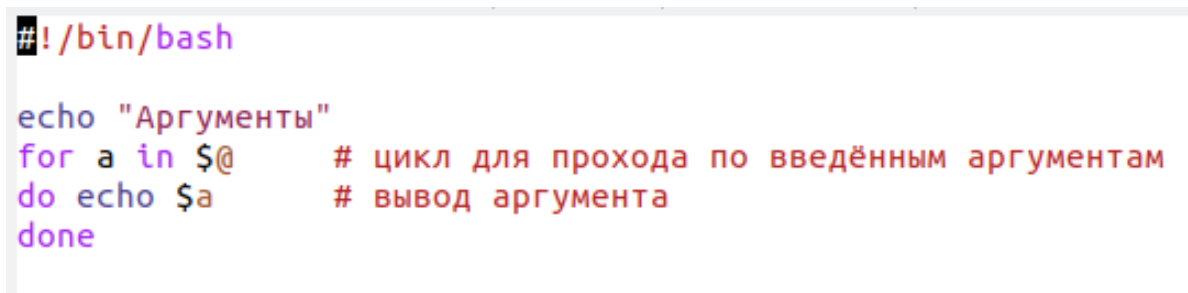 #!/bin/bash
echo "Аргументы"
for a in $@     # цикл для прохода по введённым аргументам
do echo $a      # вывод аргумента
done